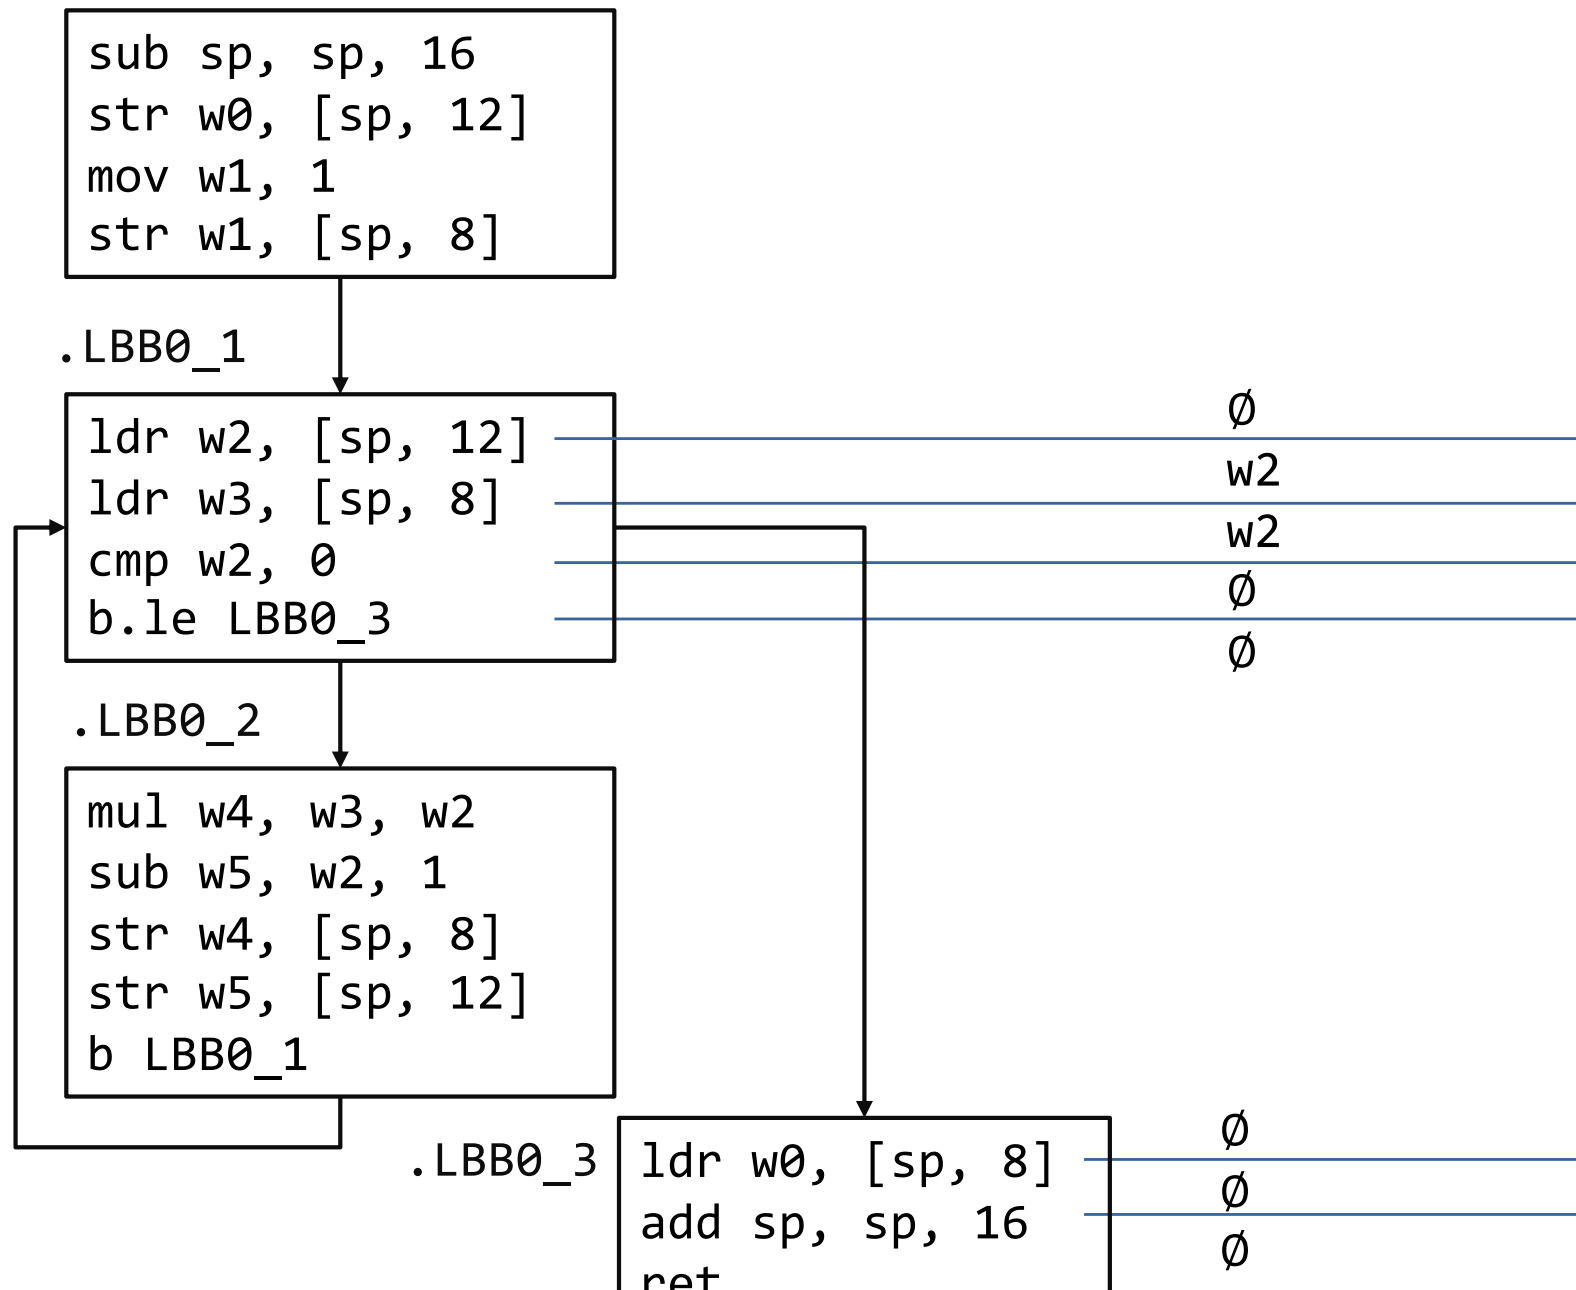 sub sp, sp, 16
str w0, [sp, 12]
mov w1, 1
str w1, [sp, 8]
.LBB0_1
ldr w2, [sp, 12]
ldr w3, [sp, 8]
cmp w2, 0
b.le LBB0_3
Ø
w2
w2
Ø
Ø
.LBB0_2
mul w4, w3, w2
sub w5, w2, 1
str w4, [sp, 8]
str w5, [sp, 12]
b LBB0_1
.LBB0_3
ldr w0, [sp, 8]
add sp, sp, 16
ret
Ø
Ø
Ø